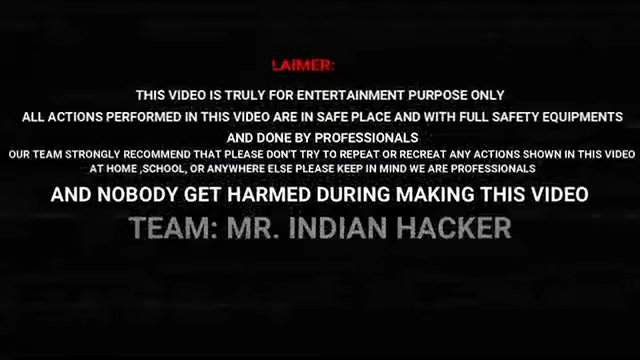 LAIMER:
THIS VIDEO IS TRULY FOR ENTERTAINMENT PURPOSE ONLY
ALL ACTIONS PERFORMED IN THIS VIDEO ARE IN SAFE PLACE AND WITH FULL SAFETY EQUIPMENTS
AND DONE BY PROFESSIONALS
OUR TEAM STRONGLY RECOMMEND THAT PLEASE DON'T TRY TO REPEAT OR RECREAT ANY ACTIONS SHOWN IN THIS VIDEO
AT HOME ,SCHOOL, OR ANYWHERE ELSE PLEASE KEEP IN MIND WE ARE PROFESSIONALS
AND NOBODY GET HARMED DURING MAKING THIS VIDEO
TEAM: MR. INDIAN HACKER